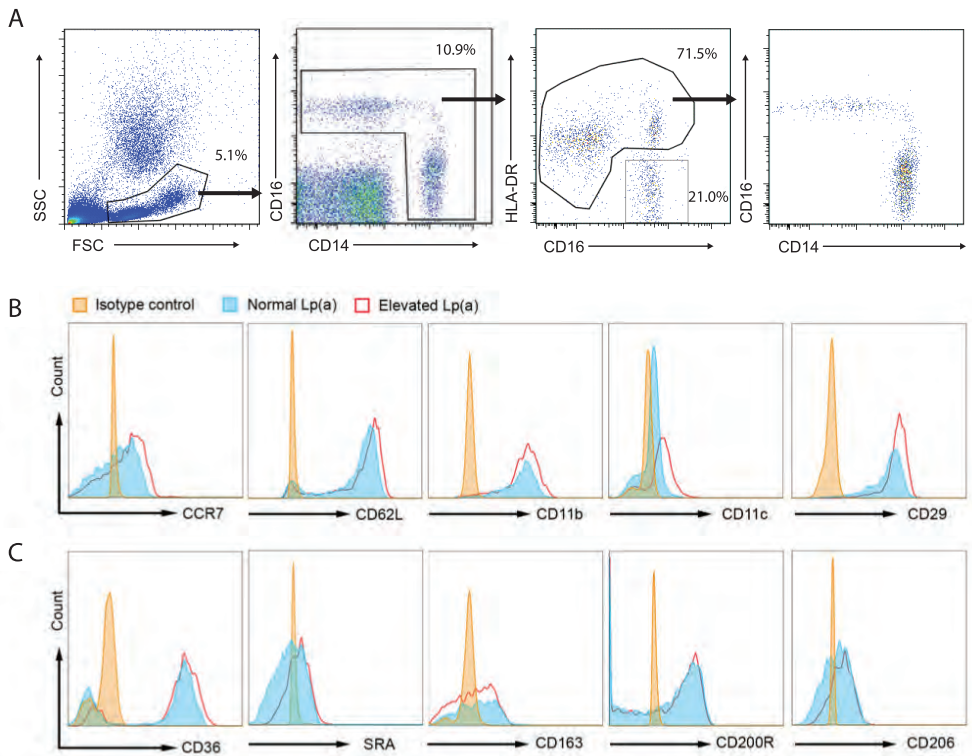 A
SSC
5.1%
FSC
CD16
10.9%
CD14
HLA-DR
71.5%
21.0%
CD16
CD16
CD14
B
Isotype control
Normal Lp(a)
Elevated Lp(a)
Count
CCR7
CD62L
CD11b
CD11c
CD29
C
Count
CD36
SRA
CD163
CD200R
CD206